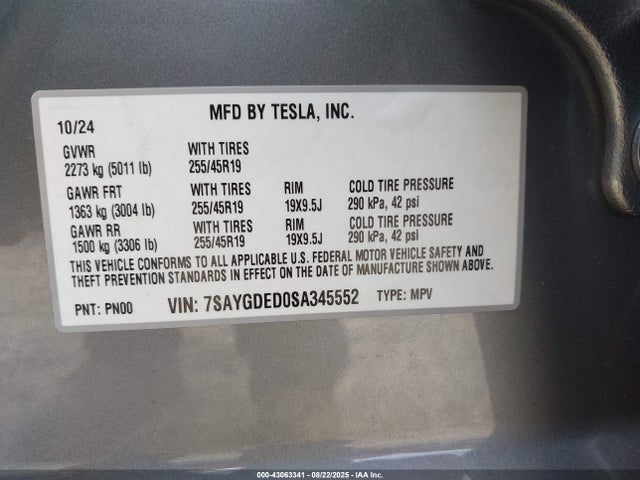 MFD BY TESLA, INC.
10/24
GVWR WITH TIRES
2273 kg (5011 lb) 255/45R19
GAWR FRT WITH TIRES RIM COLD TIRE PRESSURE
1363 kg (3004 lb) 255/45R19 19X9.5J 290 kPa, 42 psi
GAWR RR WITH TIRES RIM COLD TIRE PRESSURE
1500 kg (3306 lb) 255/45R19 19X9.5J 290 kPa, 42 psi
THIS VEHICLE CONFORMS TO ALL APPLICABLE U.S. FEDERAL MOTOR VEHICLE SAFETY AND
THEFT PREVENTION STANDARDS IN EFFECT ON THE DATE OF MANUFACTURE SHOWN ABOVE.
PNT: PN00 VIN: 7SAYGDED0SA345552 TYPE: MPV
000-43063341 - 08/22/2025 - IAA Inc.